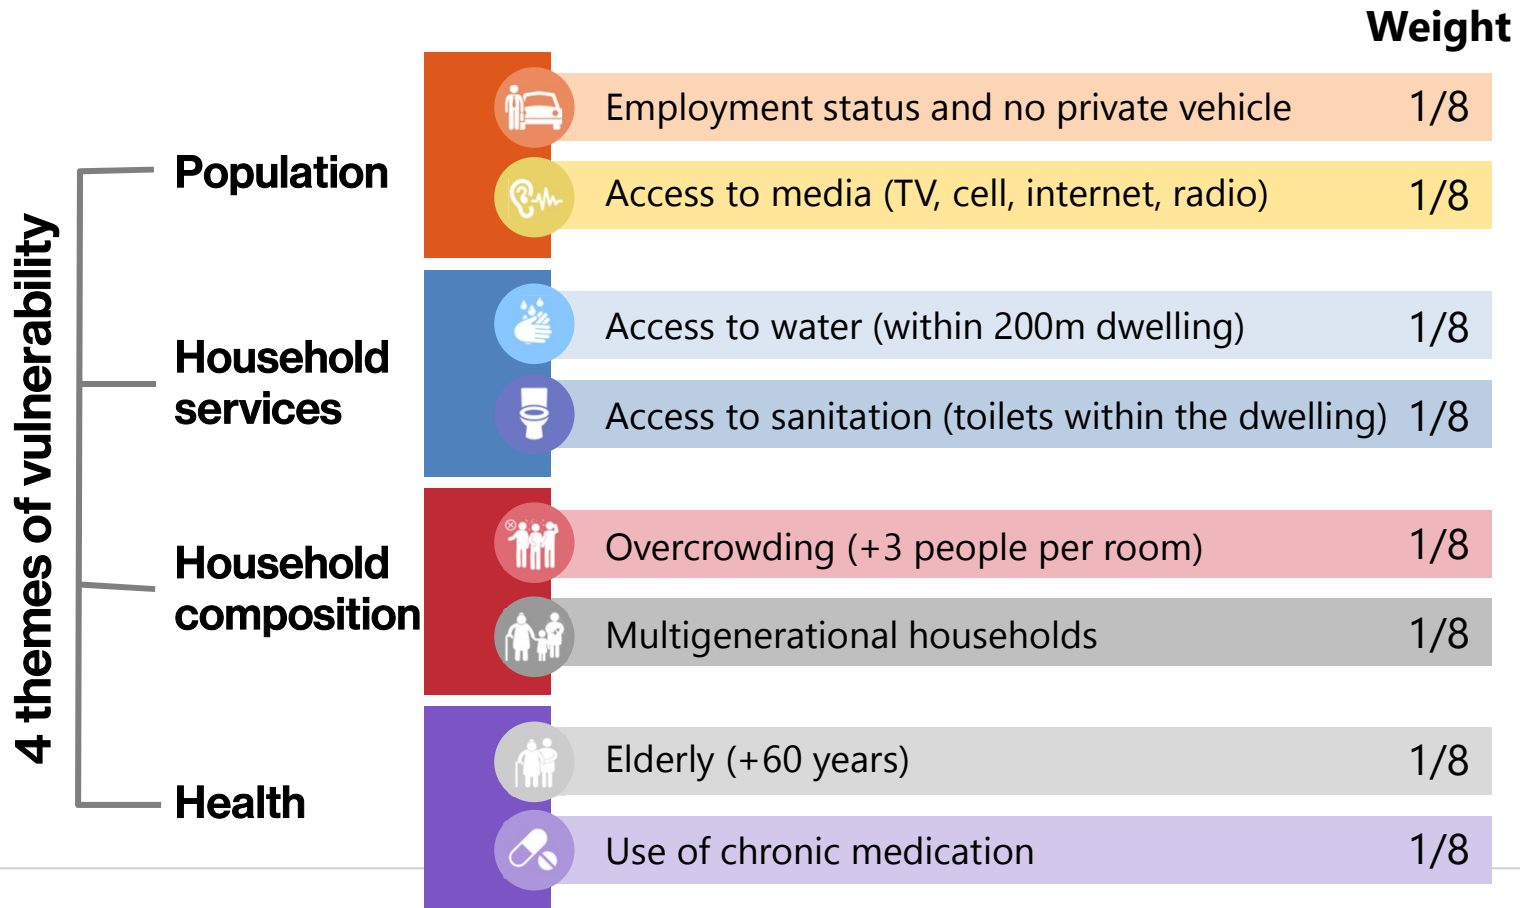 Weight
4 themes of vulnerability
Population
Employment status and no private vehicle 1/8
Access to media (TV, cell, internet, radio) 1/8
Household
services
Access to water (within 200m dwelling) 1/8
Access to sanitation (toilets within the dwelling) 1/8
Household
composition
Overcrowding (+3 people per room) 1/8
Multigenerational households 1/8
Health
Elderly (+60 years) 1/8
Use of chronic medication 1/8